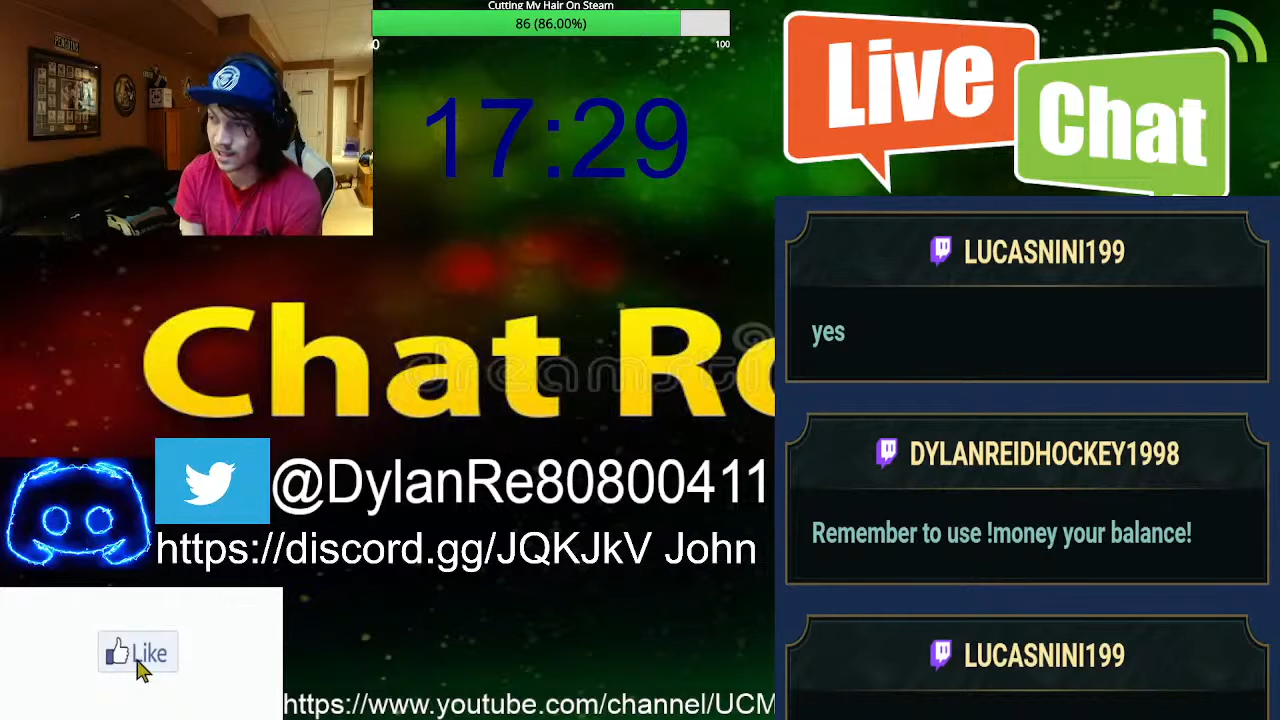 Cutting My Hair On Steam
86 (86.00%)
0
100
17:29
Live
Chat
LUCASNINI199
yes
Chat Ro
dreamsti
DYLANREIDHOCKEY1998
@DylanRe80800411
Remember to use !money your balance!
https://discord.gg/JQKJkV John
Like
LUCASNINI199
https://www.youtube.com/channel/UCM